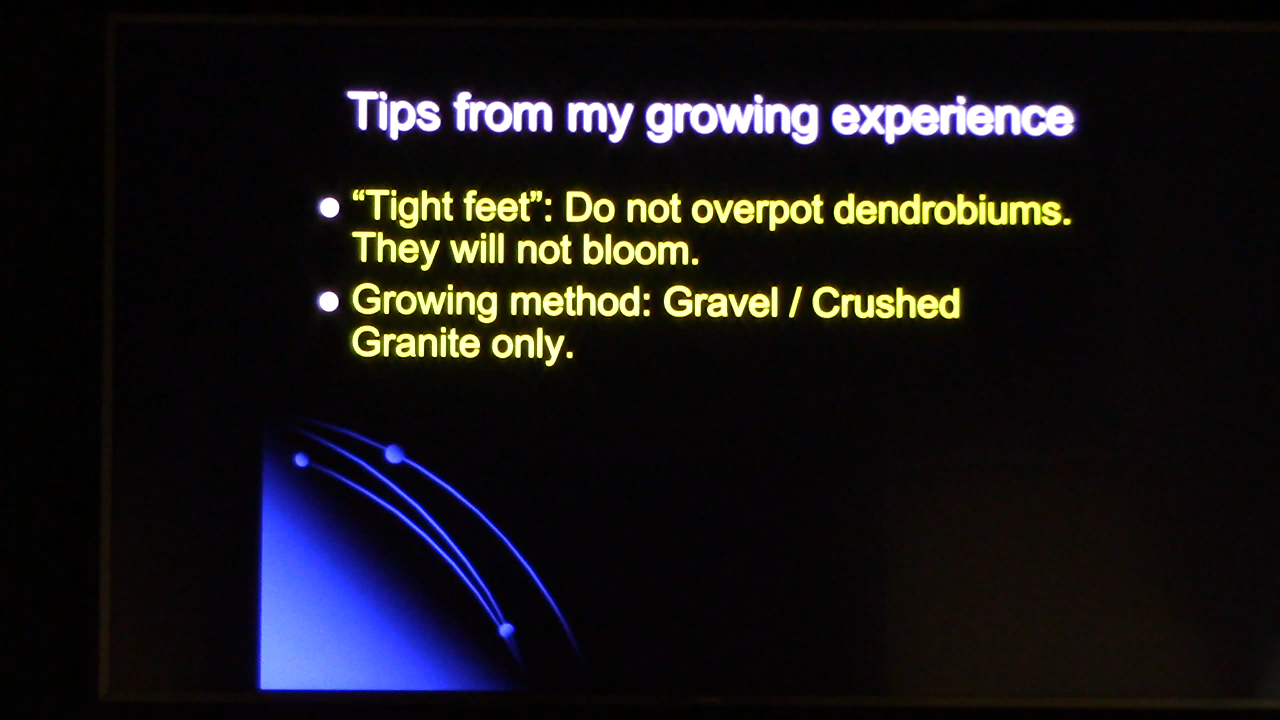 Tips from my growing experience
“Tight feet”: Do not overpot dendrobiums.
They will not bloom.
Growing method: Gravel / Crushed
Granite only.